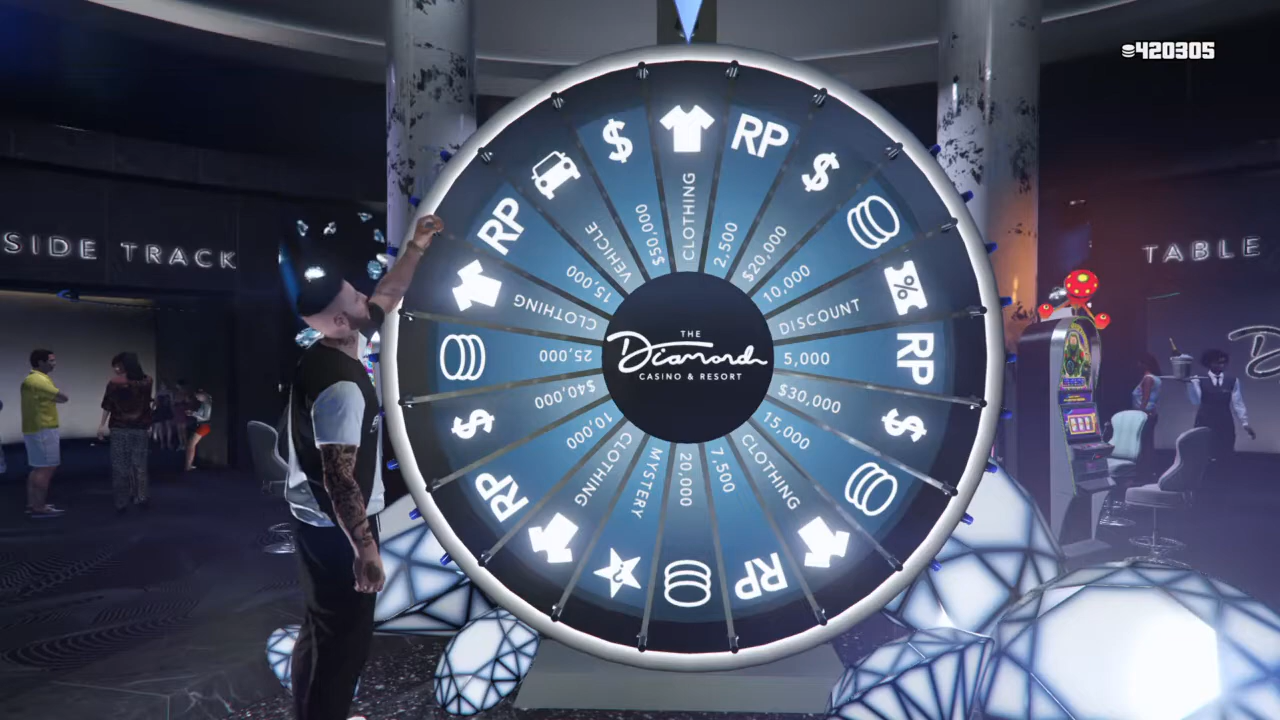 420305
SIDE TRACK
TABLE
CLOTHING
RP
2,500
$
$20,000
10,000
%
DISCOUNT
RP
5,000
$
$30,000
15,000
CLOTHING
RP
7,500
20,000
?
MYSTERY
CLOTHING
RP
10,000
$
$40,000
25,000
CLOTHING
RP
15,000
VEHICLE
$
$50,000
THE
Diamond
CASINO & RESORT
D